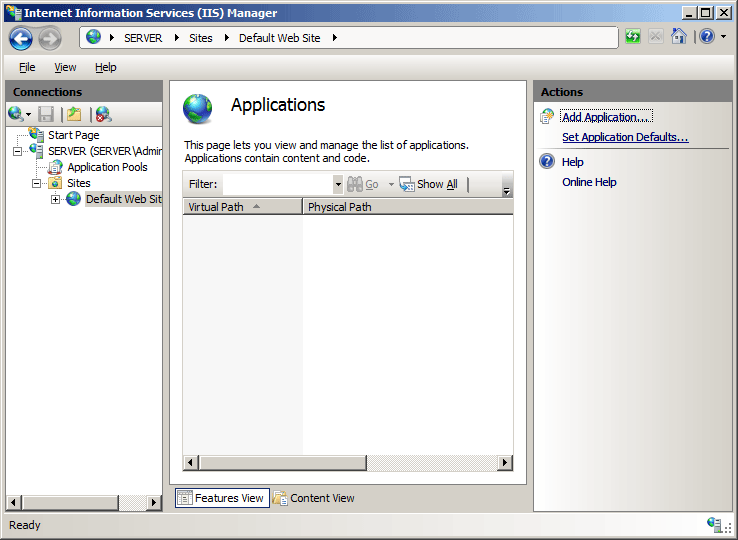 Internet Information Services (IIS) Manager
SERVER Sites Default Web Site
File View Help
Connections
Start Page
SERVER (SERVER\Admir
Application Pools
Sites
Default Web Sit
Applications
This page lets you view and manage the list of applications.
Applications contain content and code.
Filter: Go Show All
Virtual Path Physical Path
Features View Content View
Actions
Add Application...
Set Application Defaults...
Help
Online Help
Ready